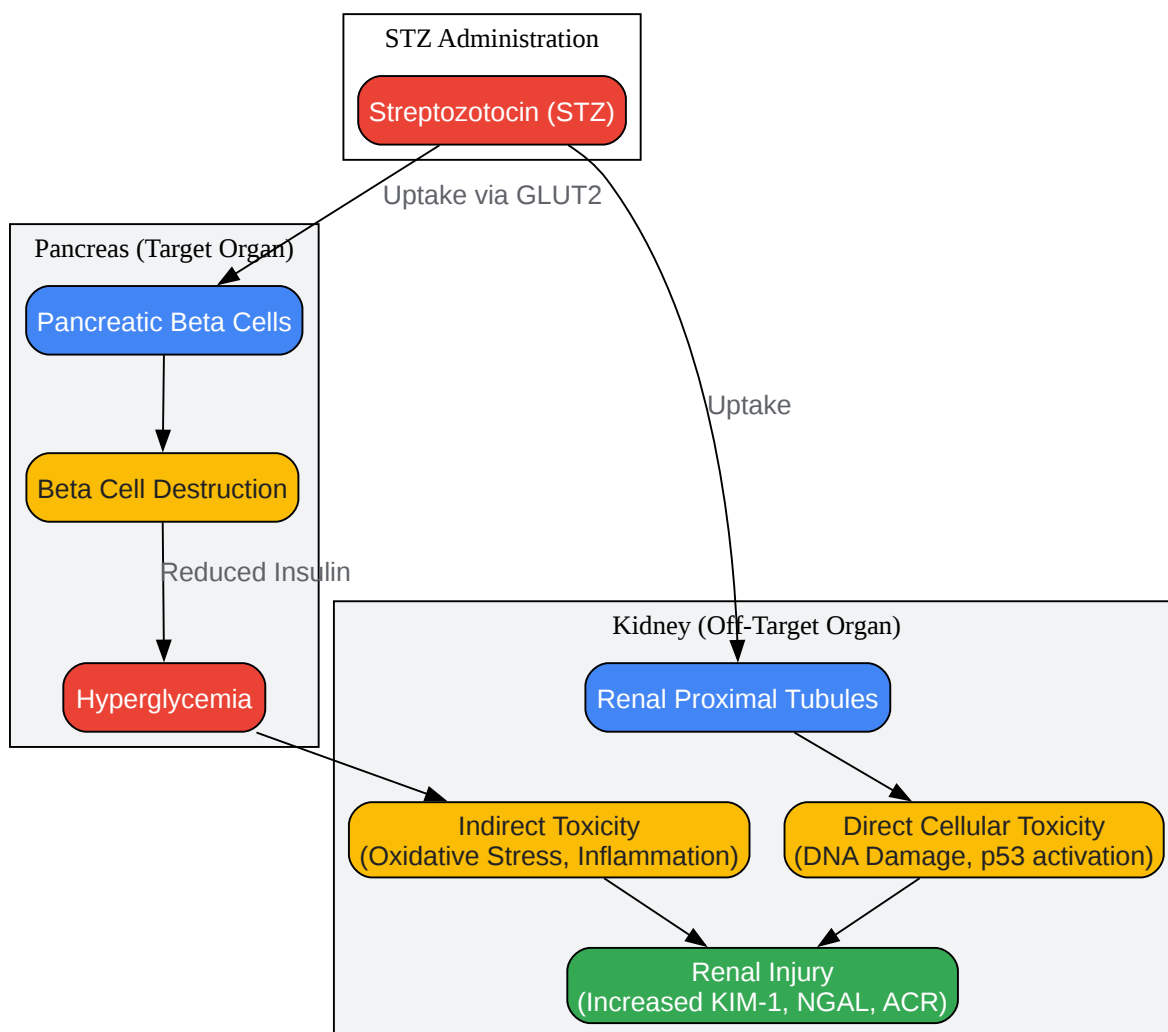 STZ Administration
Streptozotocin (STZ)
Uptake via GLUT2
Pancreas (Target Organ)
Pancreatic Beta Cells
Uptake
Beta Cell Destruction
Reduced Insulin
Kidney (Off-Target Organ)
Hyperglycemia
Renal Proximal Tubules
Indirect Toxicity
(Oxidative Stress, Inflammation)
Direct Cellular Toxicity
(DNA Damage, p53 activation)
Renal Injury
(Increased KIM-1, NGAL, ACR)